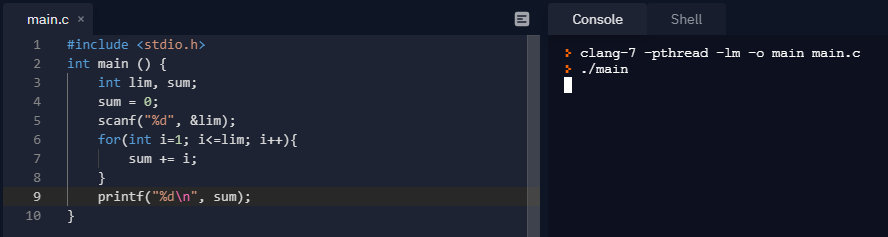 main.c ×
Console Shell
1 #include <stdio.h>
2 int main () {
3 int lim, sum;
4 sum = 0;
5 scanf("%d", &lim);
6 for(int i=1; i<=lim; i++){
7 sum += i;
8 }
9 printf("%d\n", sum);
10 }
clang-7 -pthread -lm -o main main.c
./main